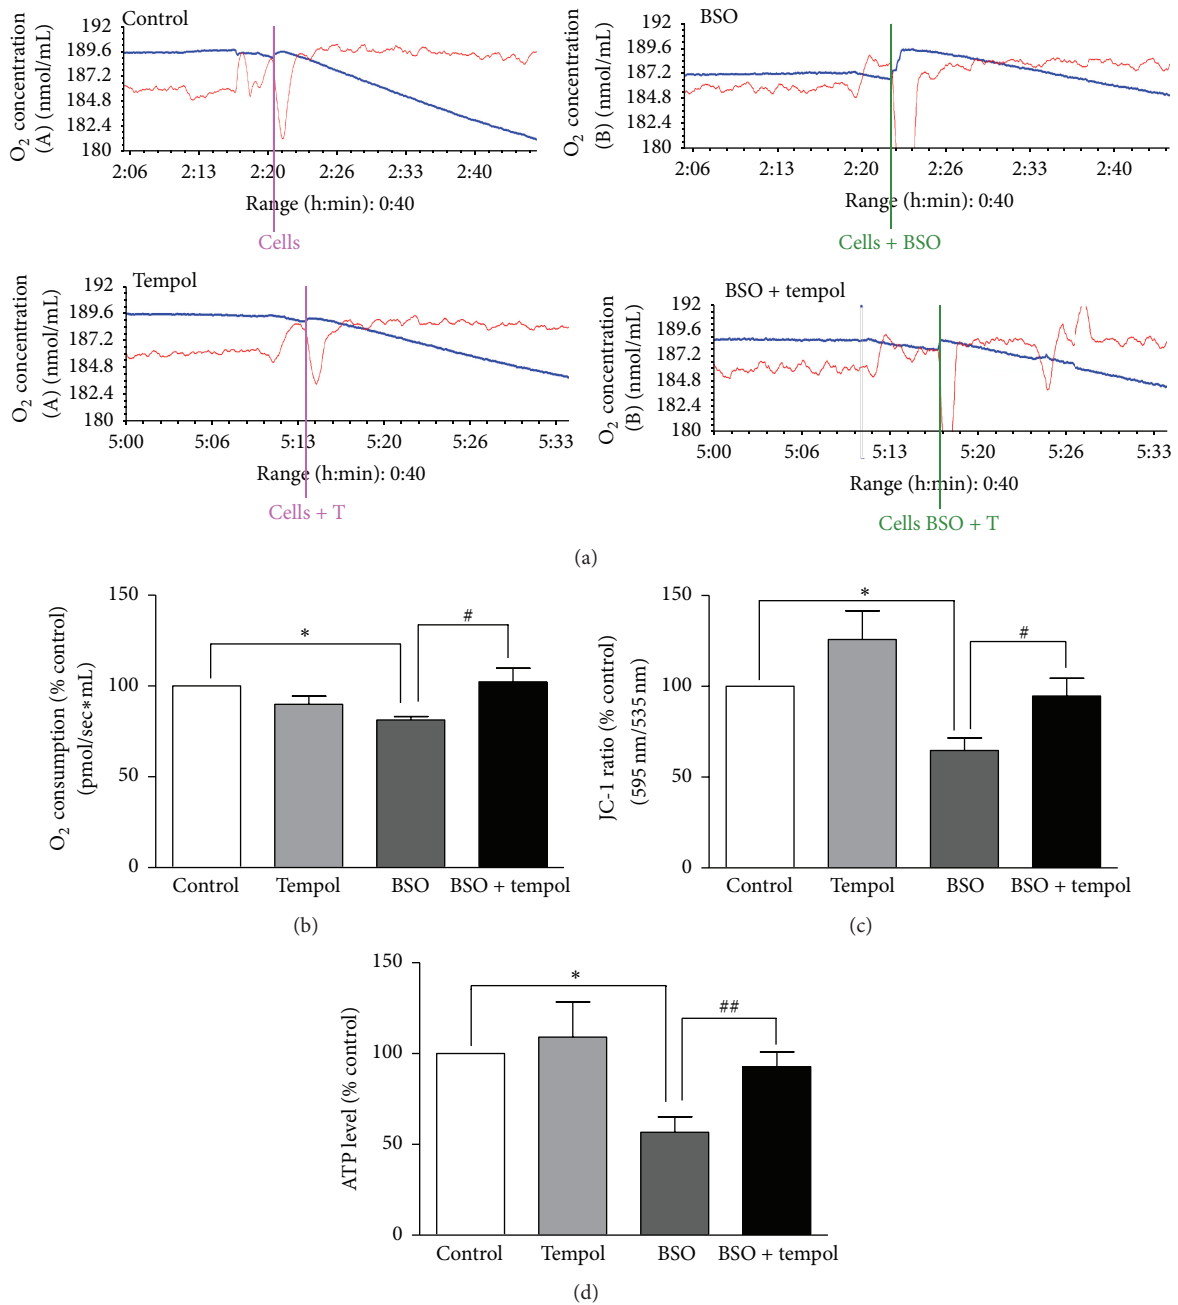 Control
O2 concentration
(A) (nmol/mL)
192
189.6
187.2
184.8
182.4
180
2:06 2:13 2:20 2:26 2:33 2:40
Range (h:min): 0:40
Cells
BSO
O2 concentration
(B) (nmol/mL)
192
189.6
187.2
184.8
182.4
180
2:06 2:13 2:20 2:26 2:33 2:40
Range (h:min): 0:40
Cells + BSO
Tempol
O2 concentration
(A) (nmol/mL)
192
189.6
187.2
184.8
182.4
180
5:00 5:06 5:13 5:20 5:26 5:33
Range (h:min): 0:40
Cells + T
BSO + tempol
O2 concentration
(B) (nmol/mL)
192
189.6
187.2
184.8
182.4
180
5:00 5:06 5:13 5:20 5:26 5:33
Range (h:min): 0:40
Cells BSO + T
(a)
O2 consumption (% control)
(pmol/sec∗mL)
150
100
50
0
*
#
Control Tempol BSO BSO + tempol
(b)
JC-1 ratio (% control)
(595 nm/535 nm)
150
100
50
0
*
#
Control Tempol BSO BSO + tempol
(c)
ATP level (% control)
150
100
50
0
*
##
Control Tempol BSO BSO + tempol
(d)